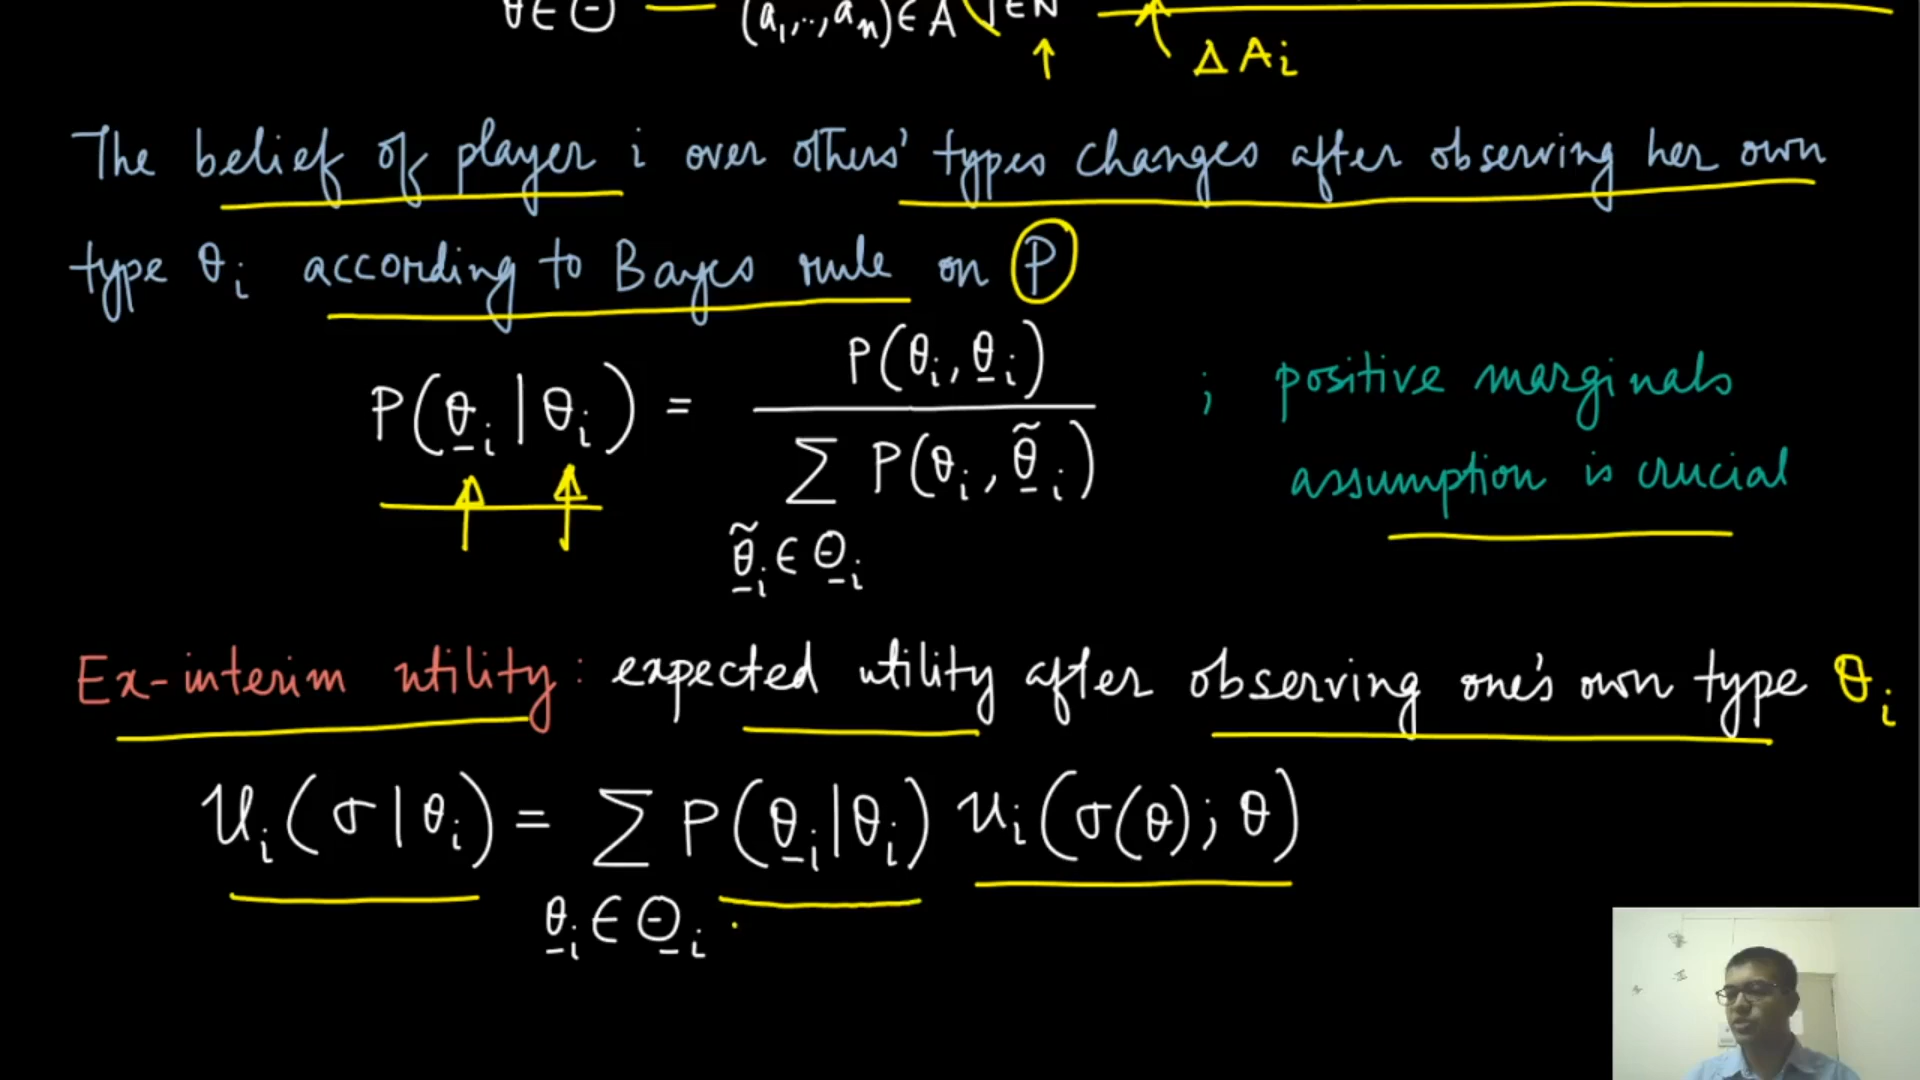 θ ∈ Θ (a₁,..,aₙ) ∈ A i ∈ N
Δ Aᵢ
The belief of player i over others' types changes after observing her own
type θᵢ according to Bayes rule on P
P(θ₋ᵢ | θᵢ) = P(θᵢ, θ₋ᵢ) / ∑ P(θᵢ, θ̃₋ᵢ) ; positive marginals
θ̃₋ᵢ ∈ Θ₋ᵢ assumption is crucial
Ex-interim utility: expected utility after observing one's own type θᵢ
uᵢ(σ | θᵢ) = ∑ P(θ₋ᵢ | θᵢ) uᵢ(σ(θ); θ)
θ₋ᵢ ∈ Θ₋ᵢ